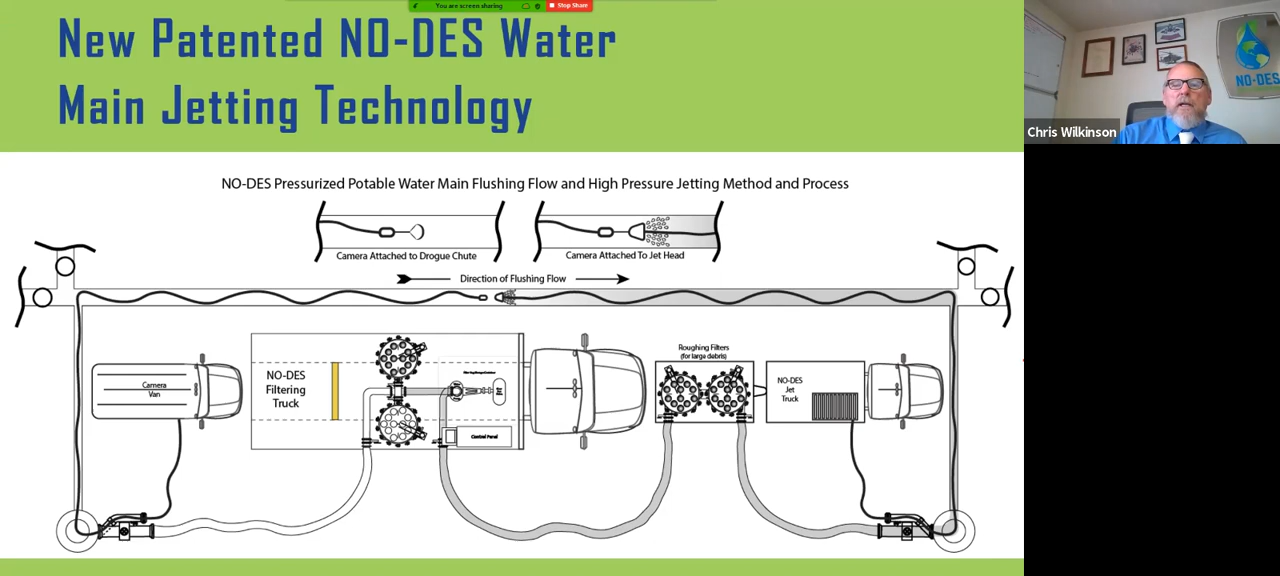 You are screen sharing
Stop Share
New Patented NO-DES Water
Main Jetting Technology
NO-DES
Chris Wilkinson
NO-DES Pressurized Potable Water Main Flushing Flow and High Pressure Jetting Method and Process
Camera Attached to Drogue Chute
Camera Attached To Jet Head
Direction of Flushing Flow
Roughing Filters
(for large debris)
Camera
Van
NO-DES
Filtering
Truck
Control Panel
NO-DES
Jet
Truck